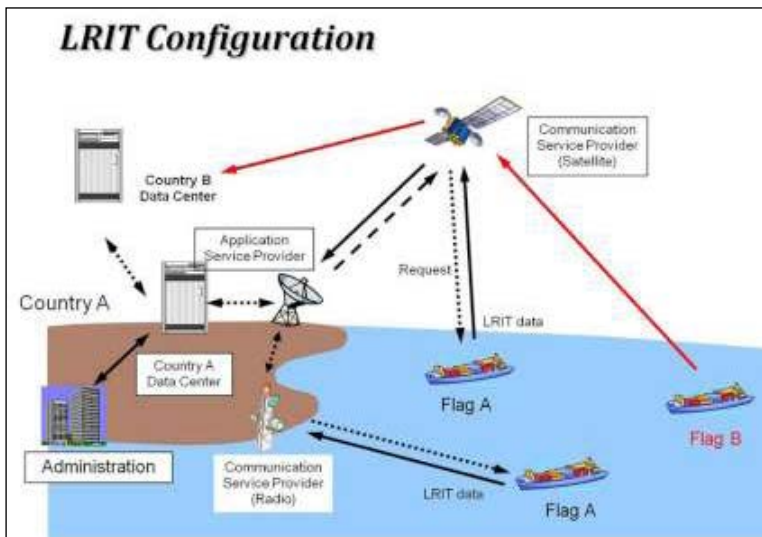 LRIT Configuration
Communication
Service Provider
(Satellite)
Country B
Data Center
Application
Service Provider
Request
Country A
LRIT data
Country A
Data Center
Flag A
Flag B
Administration
Communication
Service Provider
(Radio)
LRIT data
Flag A